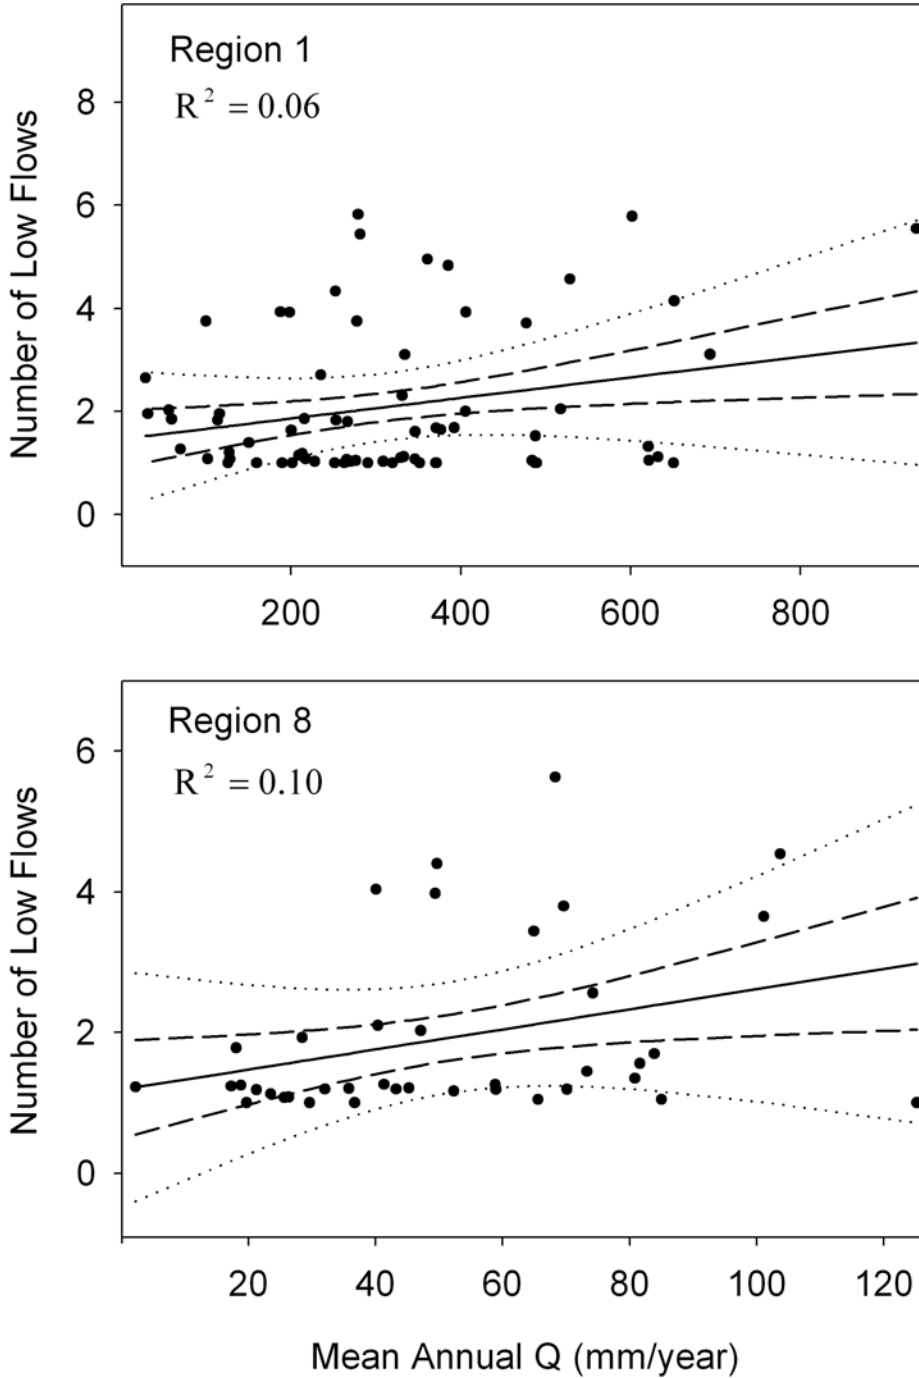 Region 1
R² = 0.06
Number of Low Flows
8
6
4
2
0
200 400 600 800
Region 8
R² = 0.10
Number of Low Flows
6
4
2
0
20 40 60 80 100 120
Mean Annual Q (mm/year)